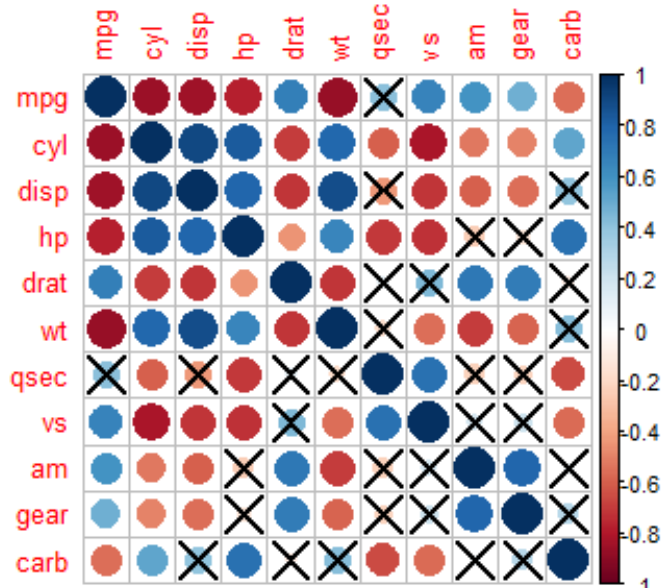 mpg cyl disp hp drat wt qsec vs am gear carb
mpg
cyl
disp
hp
drat
wt
qsec
vs
am
gear
carb
1
0.8
0.6
0.4
0.2
0
-0.2
-0.4
-0.6
-0.8
-1